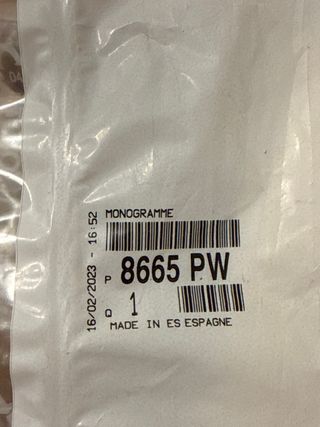 MONOGRAMME
P 8665 PW
Q 1
MADE IN ES ESPAGNE
16/02/2023 - 16:52